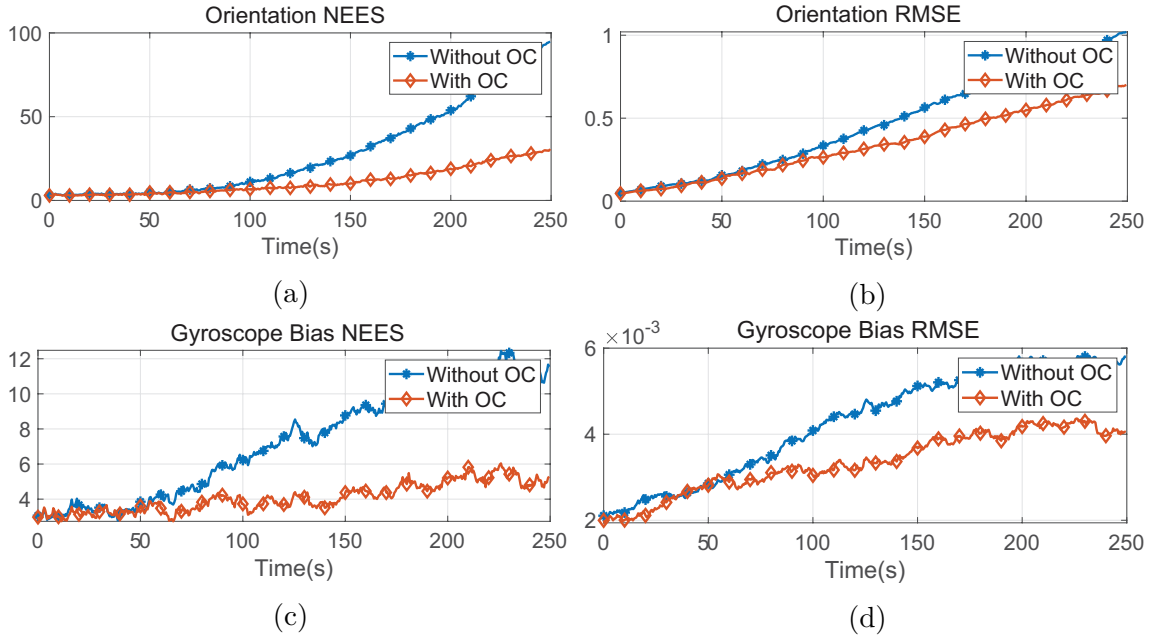 Orientation NEES
100
50
0
Without OC
With OC
0 50 100 150 200 250
Time(s)
(a)
Orientation RMSE
1
0.5
0
Without OC
With OC
0 50 100 150 200 250
Time(s)
(b)
Gyroscope Bias NEES
12
10
8
6
4
Without OC
With OC
0 50 100 150 200 250
Time(s)
(c)
×10⁻³
Gyroscope Bias RMSE
6
4
2
Without OC
With OC
0 50 100 150 200 250
Time(s)
(d)